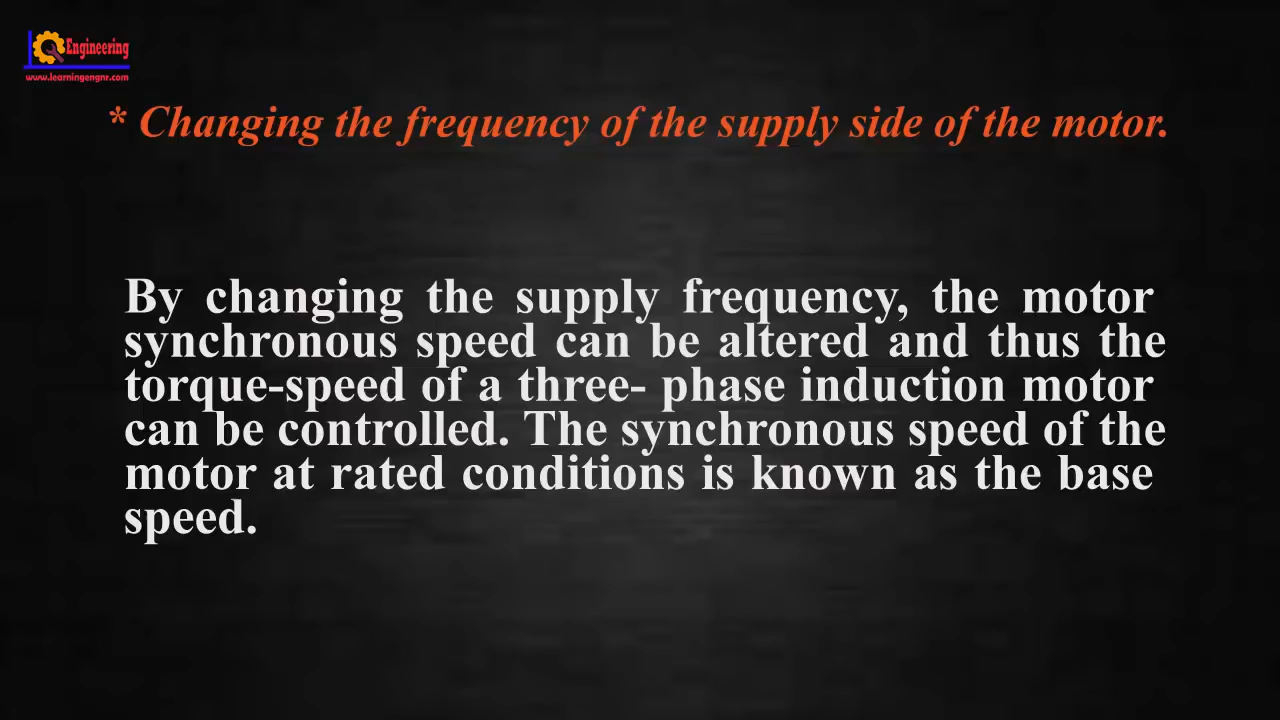 Engineering
www.learningengnr.com
* Changing the frequency of the supply side of the motor.
By changing the supply frequency, the motor
synchronous speed can be altered and thus the
torque-speed of a three- phase induction motor
can be controlled. The synchronous speed of the
motor at rated conditions is known as the base
speed.